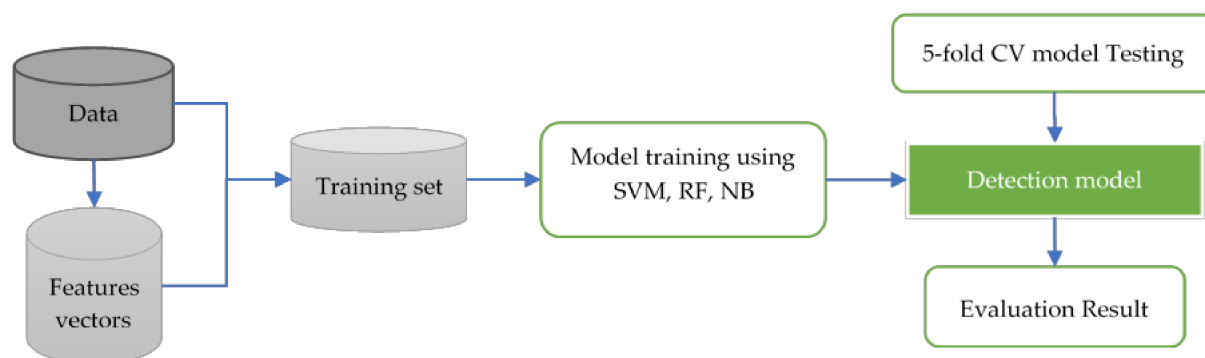 Data
Features
vectors
Training set
Model training using
SVM, RF, NB
5-fold CV model Testing
Detection model
Evaluation Result